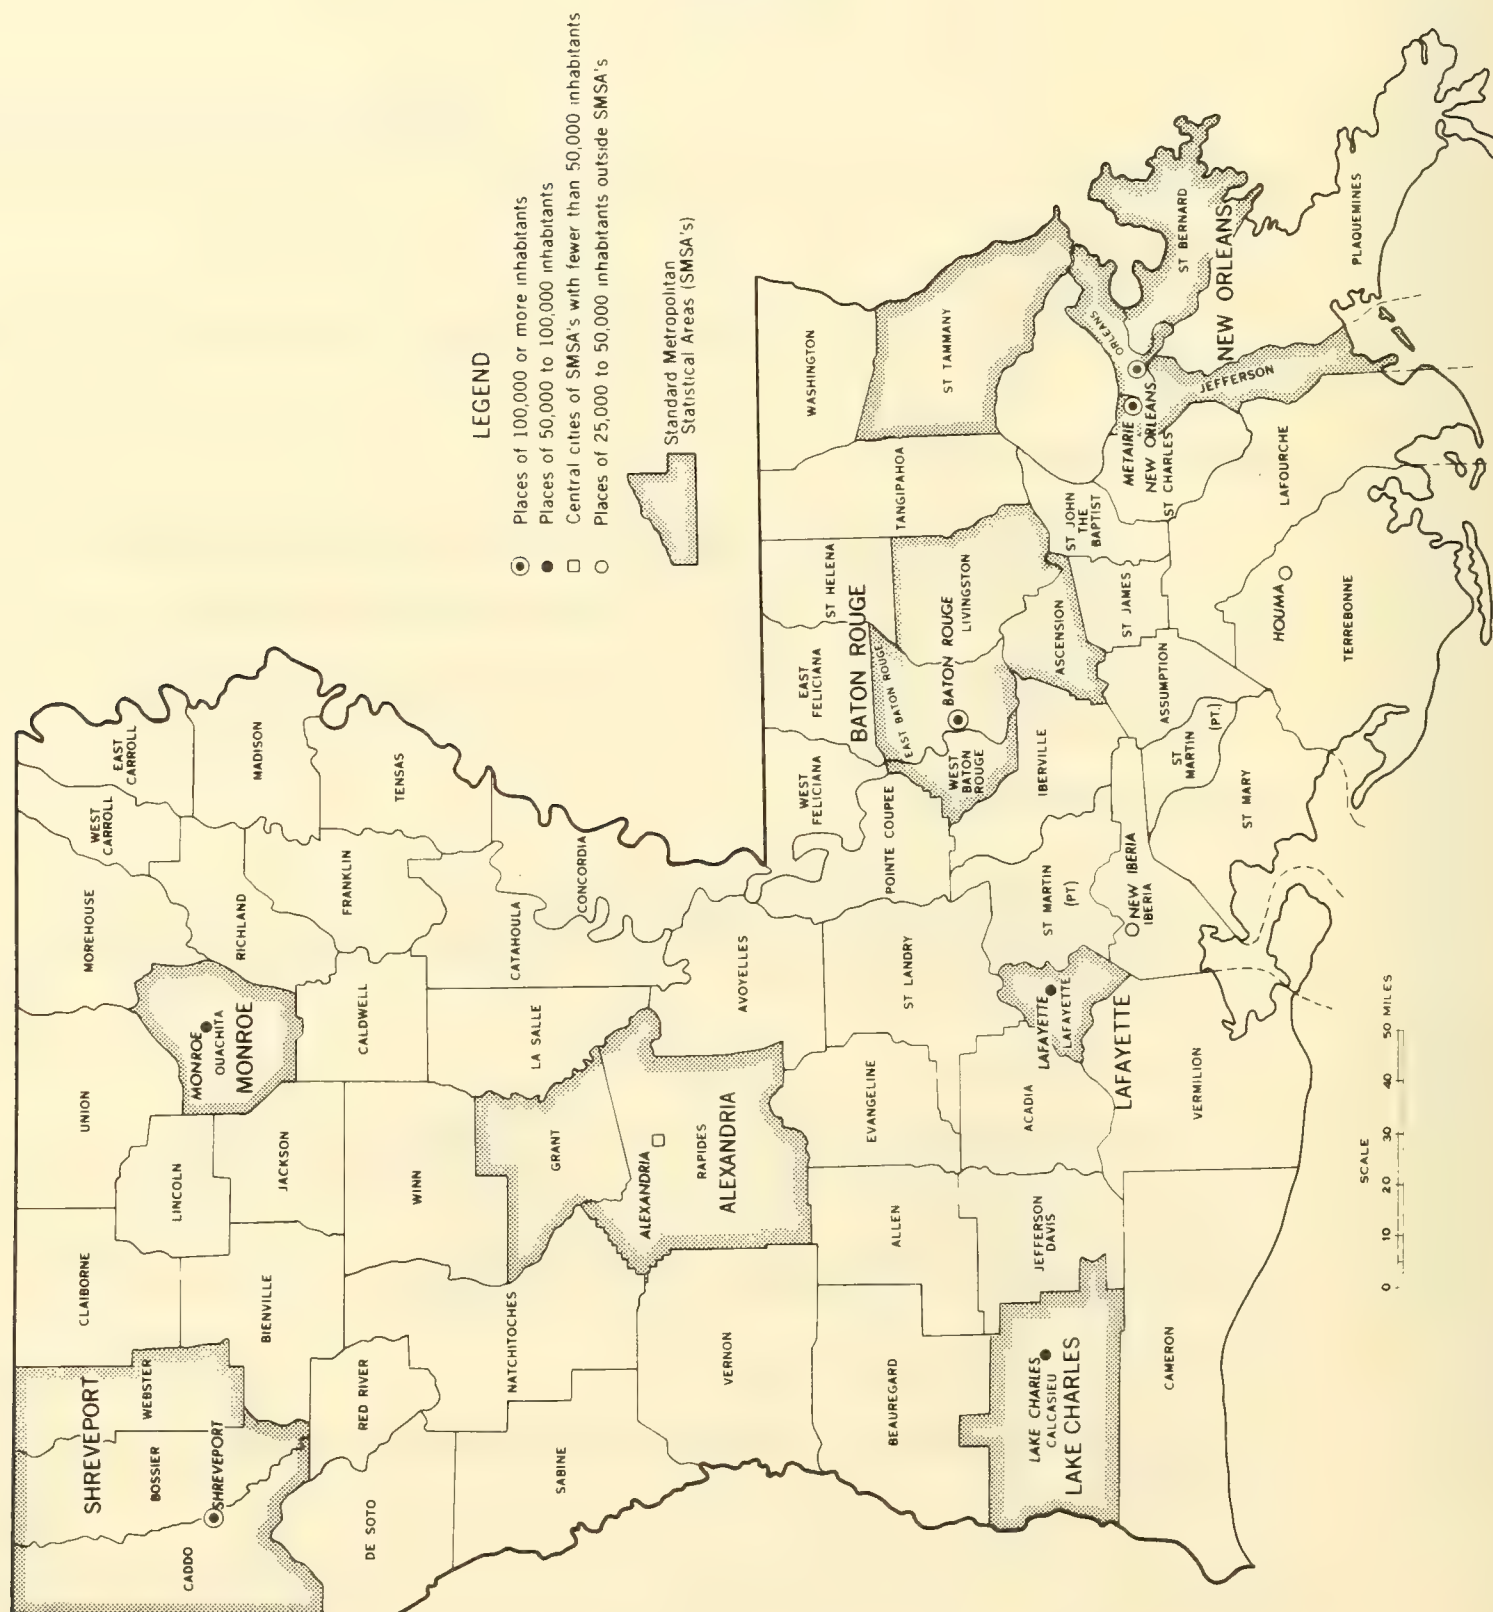 LEGEND
Places of 100,000 or more inhabitants
Places of 50,000 to 100,000 inhabitants
Central cities of SMSA's with fewer than 50,000 inhabitants
Places of 25,000 to 50,000 inhabitants outside SMSA's
Standard Metropolitan
Statistical Areas (SMSA's)
SHREVEPORT
CADDO
BOSSIER
WEBSTER
SHREVEPORT
CLAIBORNE
UNION
MOREHOUSE
WEST
CARROLL
EAST
CARROLL
LINCOLN
MONROE
OUACHITA
MONROE
RICHLAND
MADISON
BIENVILLE
JACKSON
DE SOTO
RED RIVER
WINN
CALDWELL
FRANKLIN
TENSAS
SABINE
NATCHITOCHES
GRANT
LA SALLE
CATAHOULA
CONCORDIA
VERNON
ALEXANDRIA
RAPIDES
ALEXANDRIA
AVOYELLES
BEAUREGARD
ALLEN
EVANGELINE
ST LANDRY
POINTE COUPEE
WEST
FELICIANA
EAST
FELICIANA
ST HELENA
TANGIPAHOA
WASHINGTON
ST TAMMANY
BATON ROUGE
EAST BATON ROUGE
BATON ROUGE
WEST
BATON
ROUGE
LIVINGSTON
LAKE CHARLES
CALCASIEU
LAKE CHARLES
JEFFERSON
DAVIS
ACADIA
LAFAYETTE
LAFAYETTE
LAFAYETTE
ST MARTIN
(PT)
IBERVILLE
ASCENSION
ST JAMES
ST JOHN
THE
BAPTIST
ST CHARLES
METAIRIE
NEW ORLEANS
ORLEANS
ST BERNARD
NEW ORLEANS
JEFFERSON
PLAQUEMINES
CAMERON
VERMILION
NEW IBERIA
IBERIA
ST
MARTIN
(PT.)
ASSUMPTION
ST MARY
HOUMA
TERREBONNE
LAFOURCHE
SCALE
0 10 20 30 40 50 MILES